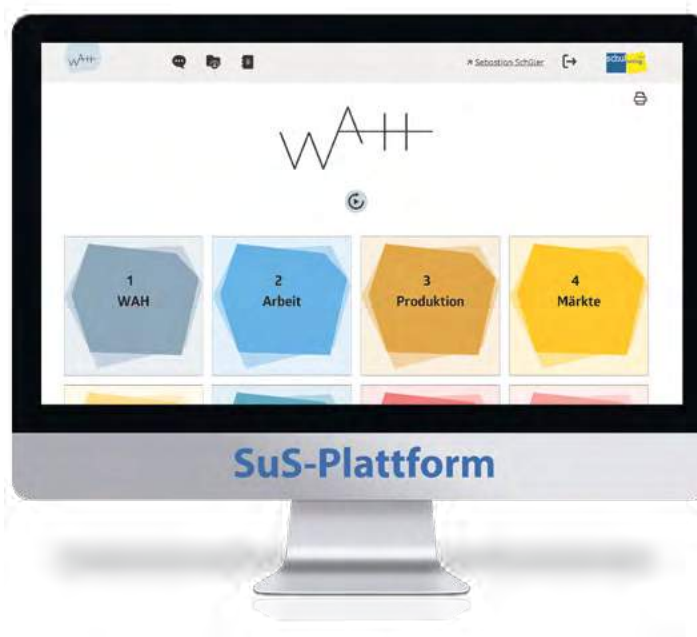 WAH
Sebastian Schüler
WAH
1
WAH
2
Arbeit
3
Produktion
4
Märkte
SuS-Plattform